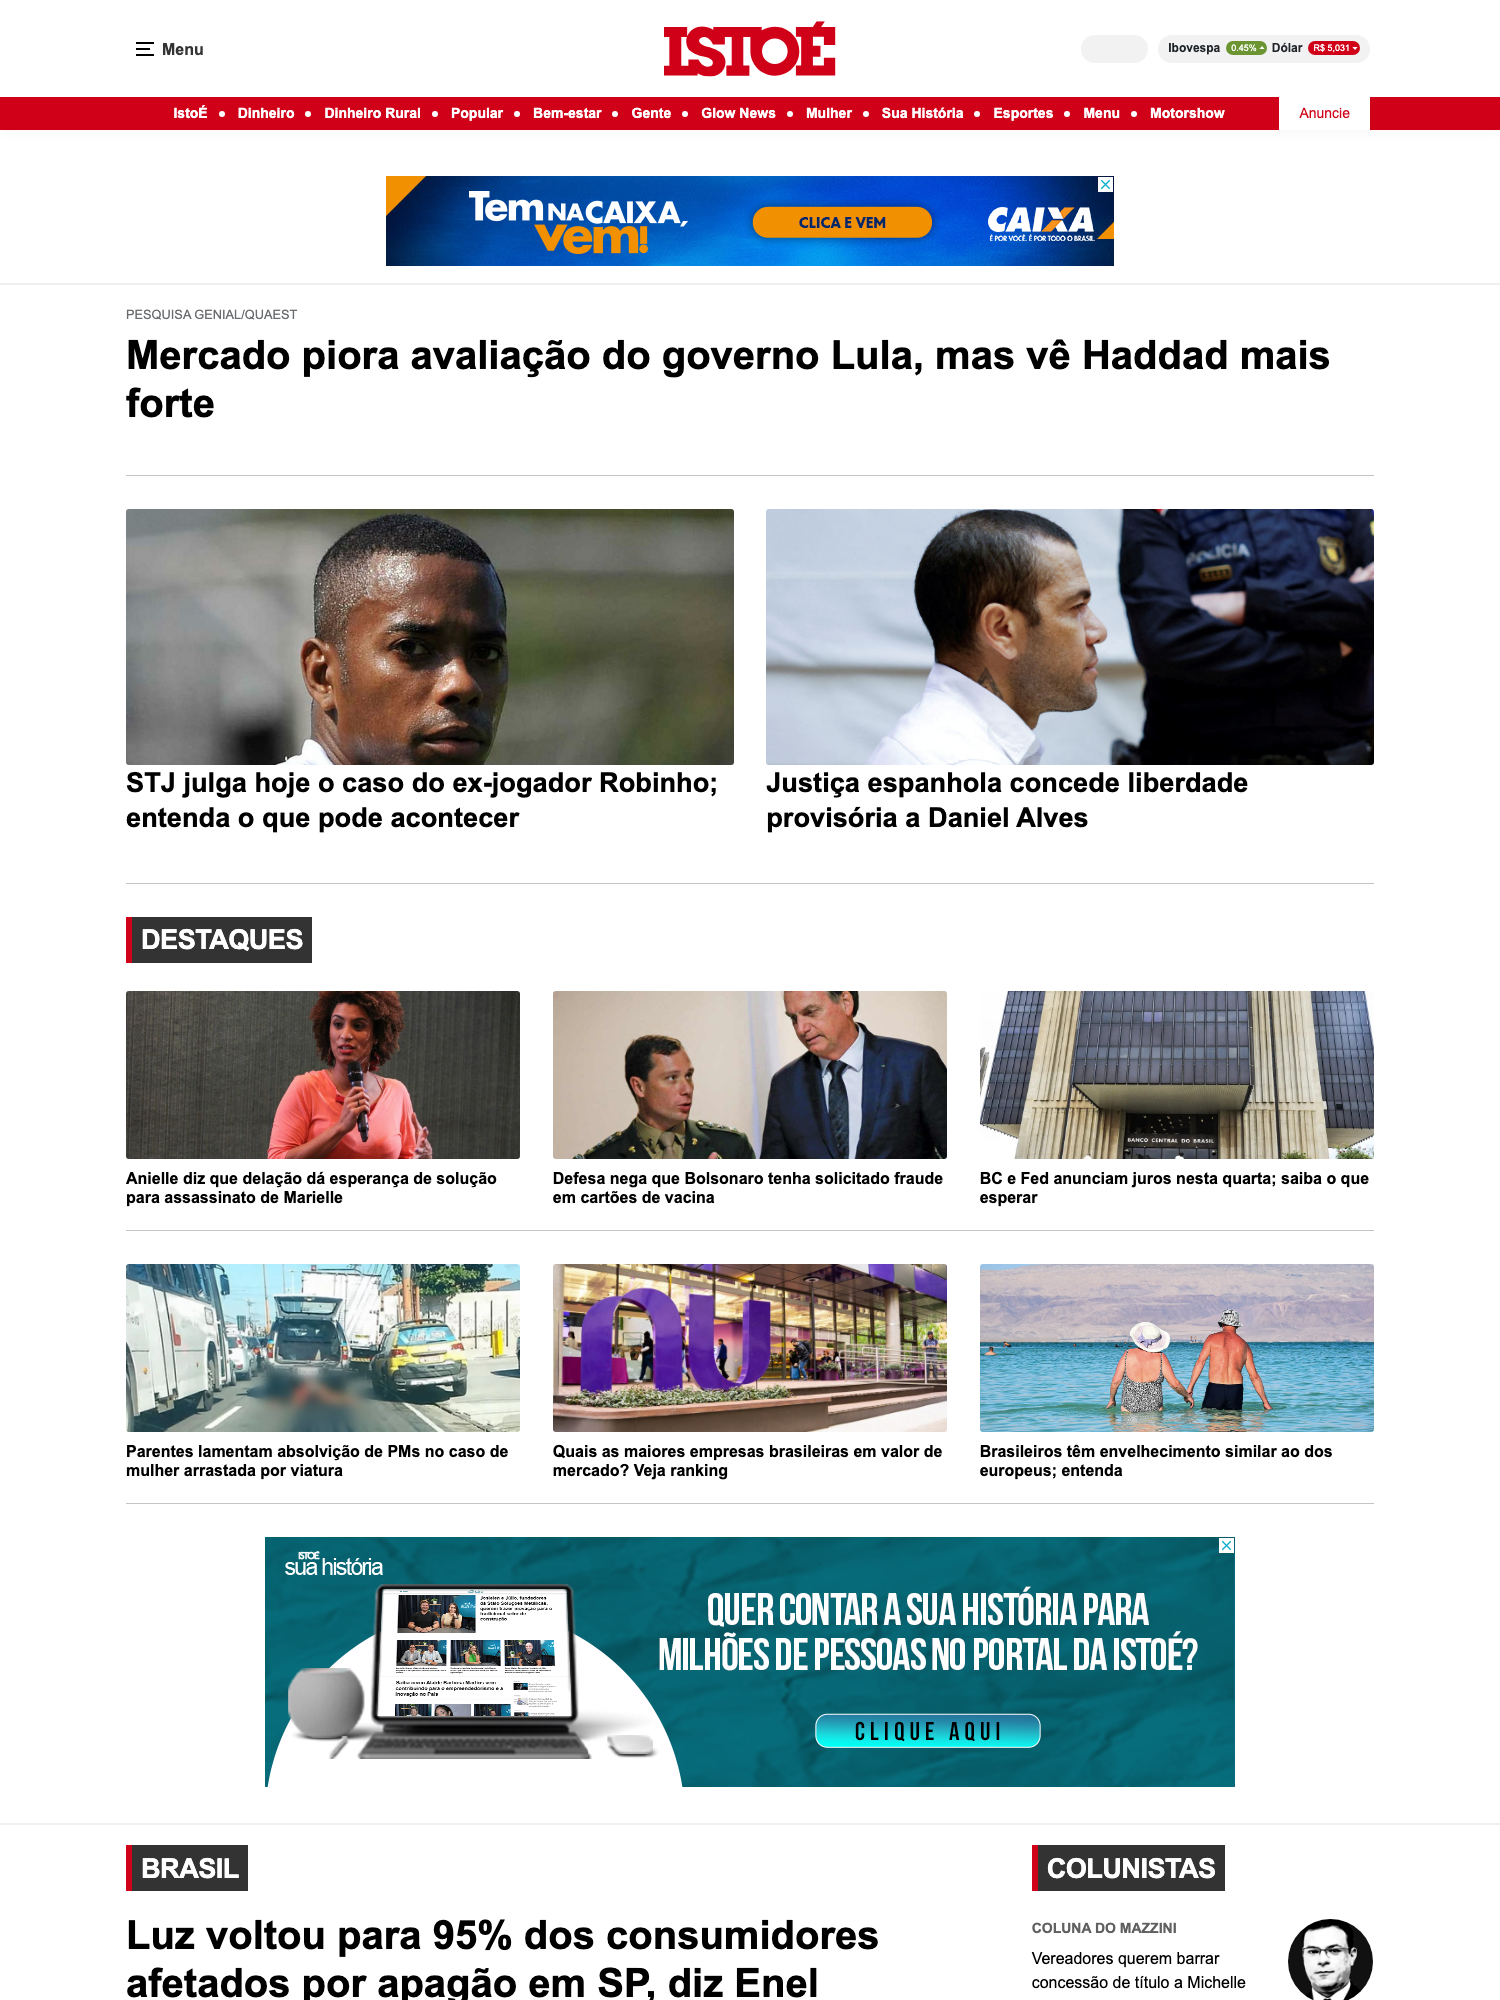 Menu
ISTOÉ
Ibovespa 0.45% Dólar R$ 5,031
IstoÉ • Dinheiro • Dinheiro Rural • Popular • Bem-estar • Gente • Glow News • Mulher • Sua História • Esportes • Menu • Motorshow
Anuncie
Tem NA CAIXA,
vem!
CLICA E VEM
CAIXA
É POR VOCÊ. É POR TODO O BRASIL.
PESQUISA GENIAL/QUAEST
Mercado piora avaliação do governo Lula, mas vê Haddad mais
forte
POLICIA
STJ julga hoje o caso do ex-jogador Robinho;
entenda o que pode acontecer
Justiça espanhola concede liberdade
provisória a Daniel Alves
DESTAQUES
BANCO CENTRAL DO BRASIL
Anielle diz que delação dá esperança de solução
para assassinato de Marielle
Defesa nega que Bolsonaro tenha solicitado fraude
em cartões de vacina
BC e Fed anunciam juros nesta quarta; saiba o que
esperar
nu
Parentes lamentam absolvição de PMs no caso de
mulher arrastada por viatura
Quais as maiores empresas brasileiras em valor de
mercado? Veja ranking
Brasileiros têm envelhecimento similar ao dos
europeus; entenda
ISTOÉ
sua história
QUER CONTAR A SUA HISTÓRIA PARA
MILHÕES DE PESSOAS NO PORTAL DA ISTOÉ?
CLIQUE AQUI
BRASIL
Luz voltou para 95% dos consumidores
afetados por apagão em SP, diz Enel
COLUNISTAS
COLUNA DO MAZZINI
Vereadores querem barrar
concessão de título a Michelle